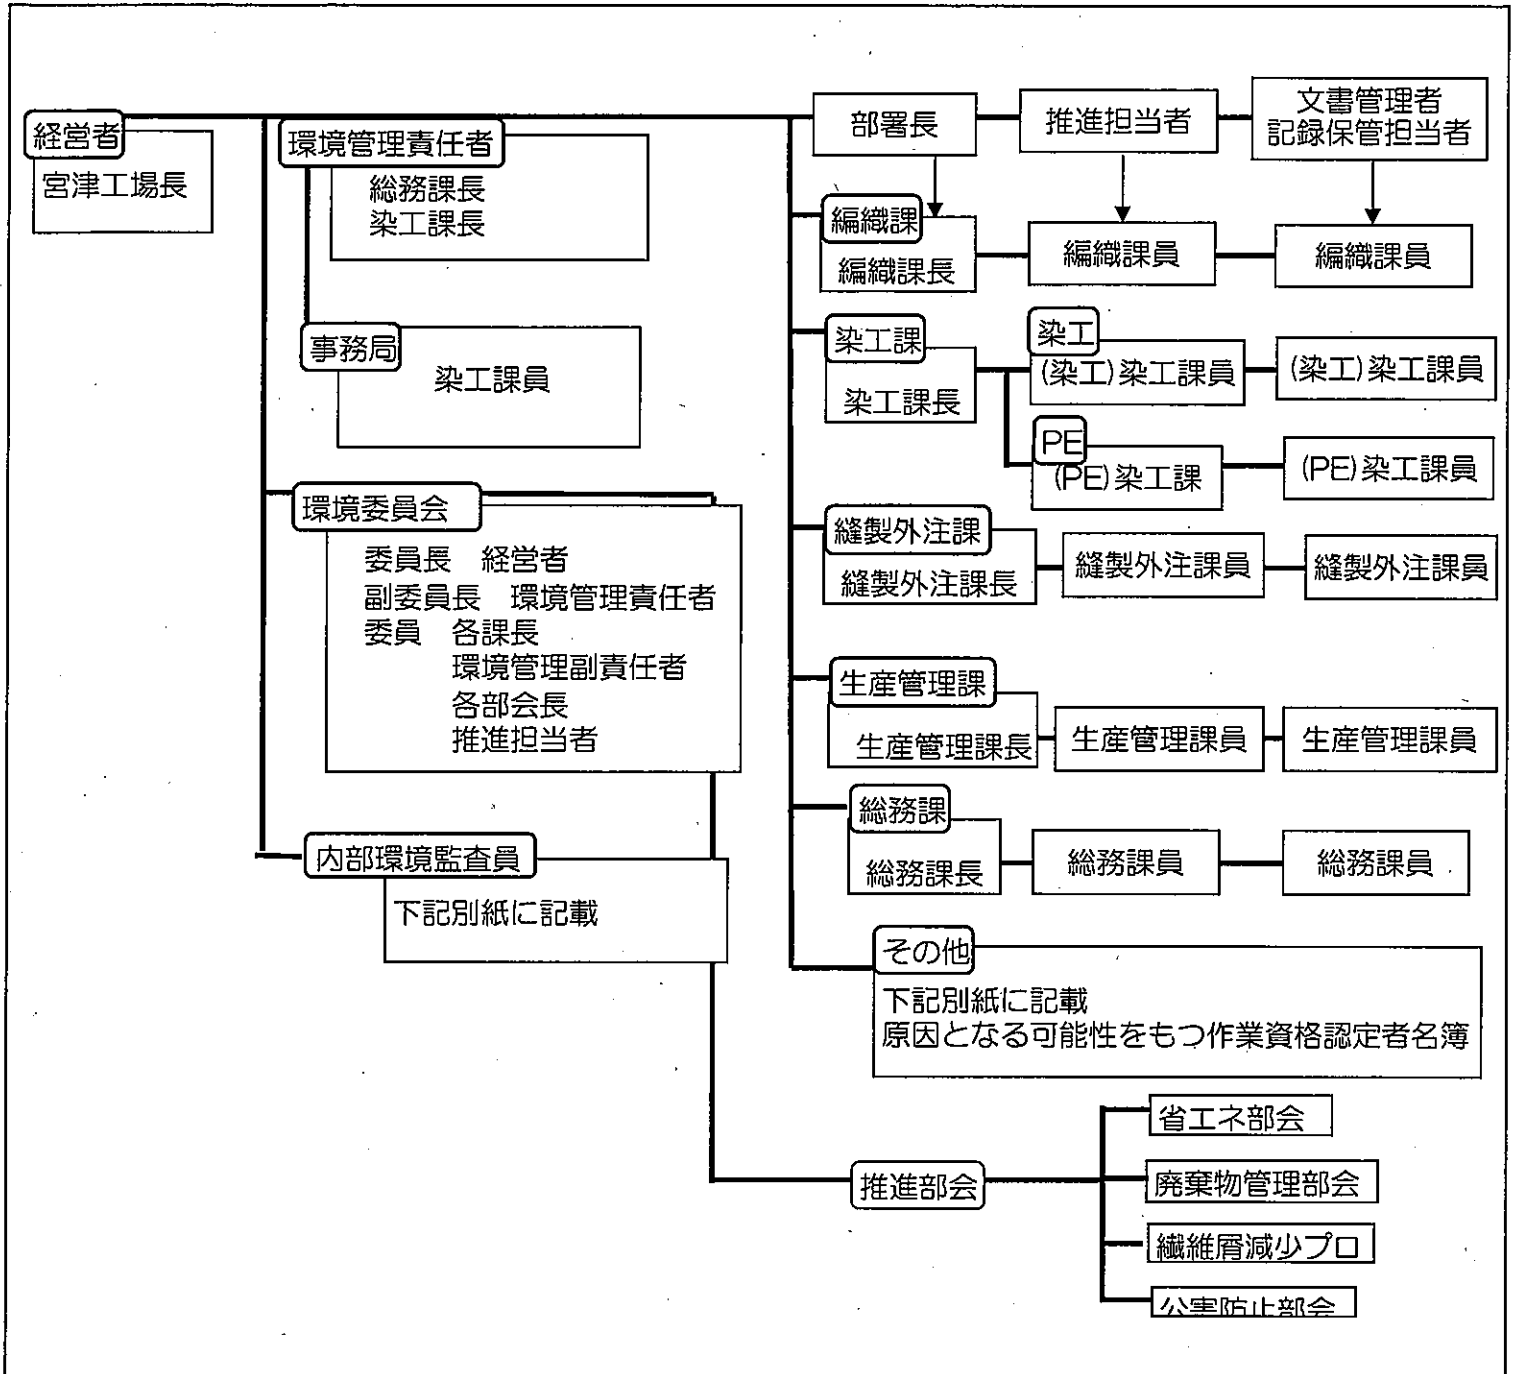 経営者
宮津工場長
環境管理責任者
総務課長
染工課長
事務局
染工課員
環境委員会
委員長　経営者
副委員長　環境管理責任者
委員　各課長
環境管理副責任者
各部会長
推進担当者
内部環境監査員
下記別紙に記載
部署長
推進担当者
文書管理者
記録保管担当者
編織課
編織課長
編織課員
編織課員
染工課
染工課長
染工
(染工)染工課員
(染工)染工課員
PE
(PE)染工課
(PE)染工課員
縫製外注課
縫製外注課長
縫製外注課員
縫製外注課員
生産管理課
生産管理課長
生産管理課員
生産管理課員
総務課
総務課長
総務課員
総務課員
その他
下記別紙に記載
原因となる可能性をもつ作業資格認定者名簿
推進部会
省エネ部会
廃棄物管理部会
繊維屑減少プロ
公害防止部会